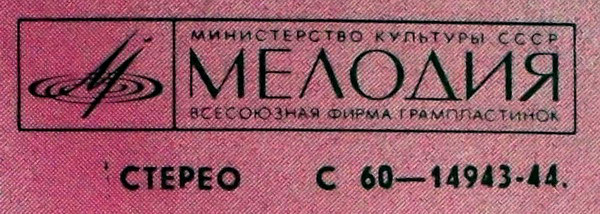 МИНИСТЕРСТВО КУЛЬТУРЫ СССР
МЕЛОДИЯ
ВСЕСОЮЗНАЯ ФИРМА ГРАМПЛАСТИНОК
СТЕРЕО С 60—14943-44.